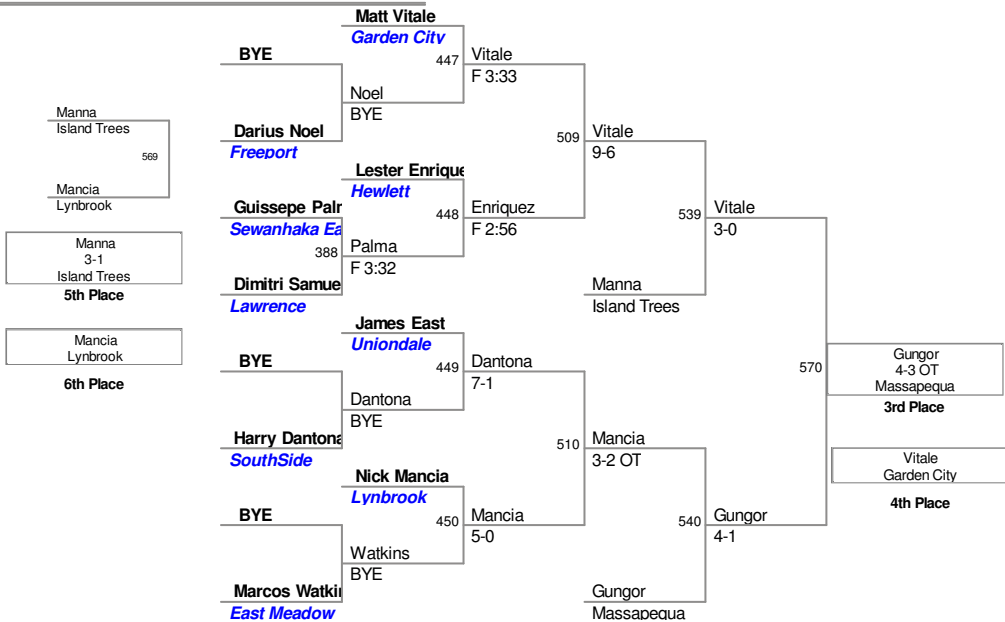 Matt Vitale
Garden City
BYE
447
Vitale
F 3:33
Noel
BYE
Manna
Island Trees
569
Darius Noel
Freeport
509
Vitale
9-6
Lester Enrique
Hewlett
Mancia
Lynbrook
Guissepe Palr
Sewanhaka Ea
448
Enriquez
F 2:56
539
Vitale
3-0
Manna
3-1
Island Trees
5th Place
388
Palma
F 3:32
Dimitri Samue
Lawrence
Manna
Island Trees
James East
Uniondale
Mancia
Lynbrook
6th Place
BYE
449
Dantona
7-1
570
Gungor
4-3 OT
Massapequa
3rd Place
Dantona
BYE
Harry Dantona
SouthSide
510
Mancia
3-2 OT
Vitale
Garden City
4th Place
Nick Mancia
Lynbrook
BYE
450
Mancia
5-0
540
Gungor
4-1
Watkins
BYE
Marcos Watkin
East Meadow
Gungor
Massapequa